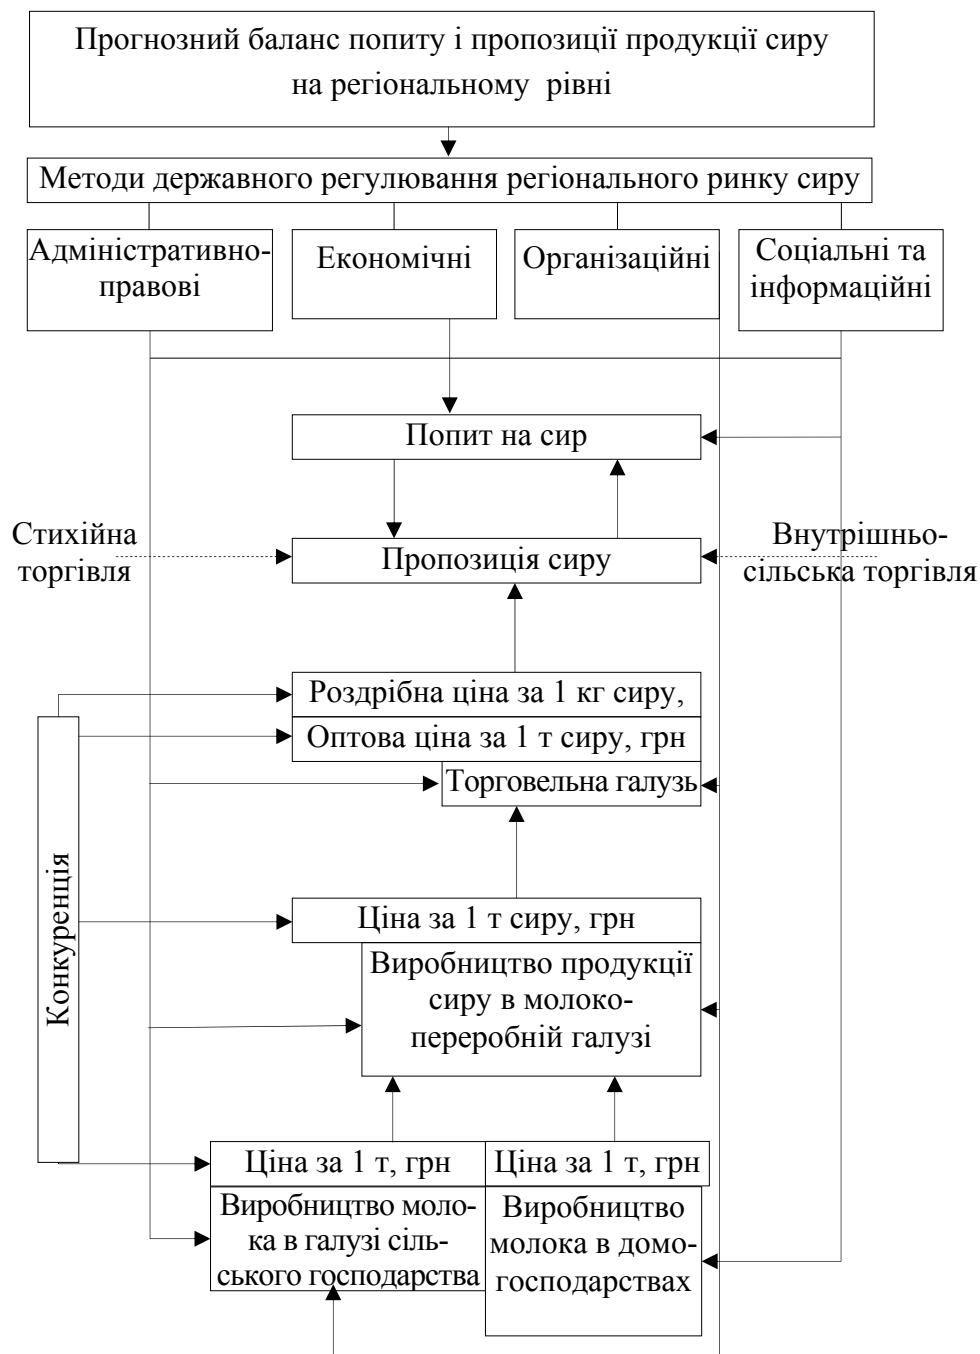 Прогнозний баланс попиту і пропозиції продукції сиру
на регіональному рівні
Методи державного регулювання регіонального ринку сиру
Адміністративно-
правові
Економічні
Організаційні
Соціальні та
інформаційні
Попит на сир
Стихійна
торгівля
Пропозиція сиру
Внутрішньо-
сільська торгівля
Роздрібна ціна за 1 кг сиру,
Оптова ціна за 1 т сиру, грн
Торговельна галузь
Конкуренція
Ціна за 1 т сиру, грн
Виробництво продукції
сиру в молоко-
переробній галузі
Ціна за 1 т, грн
Ціна за 1 т, грн
Виробництво моло-
ка в галузі сіль-
ського господарства
Виробництво
молока в домо-
господарствах